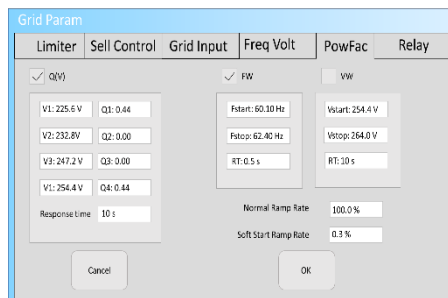 Grid Param
Limiter Sell Control Grid Input Freq Volt PowFac Relay
Q(V) FW VW
V1: 225.6 V Q1: 0.44 Fstart: 60.10 Hz Vstart: 254.4 V
V2: 232.8V Q2: 0.00 Fstop: 62.40 Hz Vstop: 264.0 V
V3: 247.2 V Q3: 0.00 RT: 0.5 s RT: 10 s
V1: 254.4 V Q4: 0.44
Response time 10 s
Normal Ramp Rate 100.0 %
Soft Start Ramp Rate 0.3 %
Cancel OK